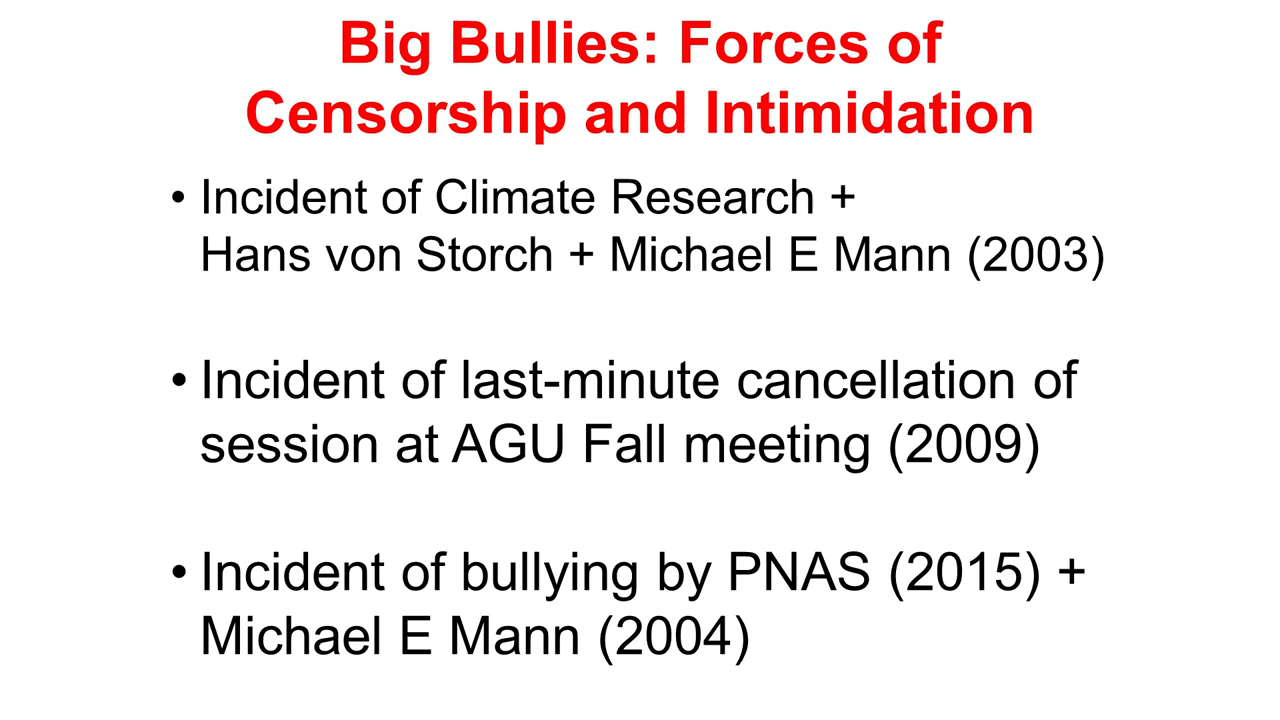 Big Bullies: Forces of
Censorship and Intimidation
• Incident of Climate Research +
Hans von Storch + Michael E Mann (2003)
• Incident of last-minute cancellation of
session at AGU Fall meeting (2009)
• Incident of bullying by PNAS (2015) +
Michael E Mann (2004)